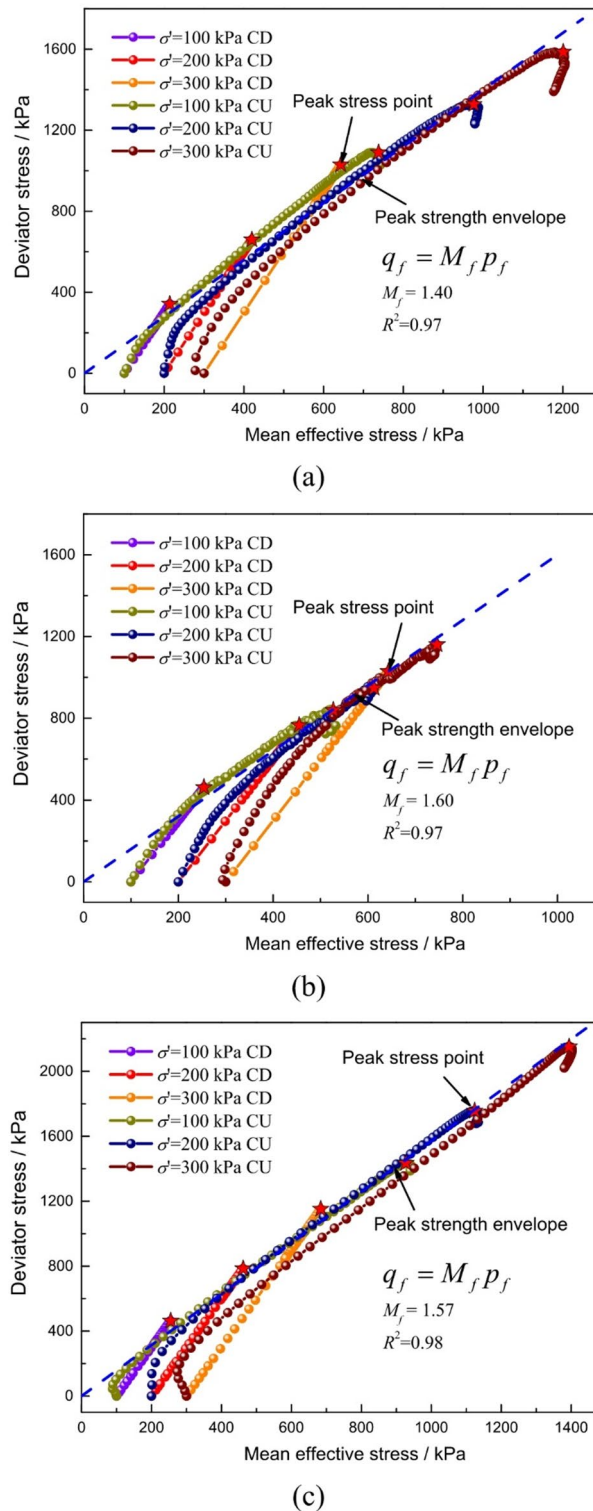 1600
1200
800
400
0
Deviator stress / kPa
σ'=100 kPa CD
σ'=200 kPa CD
σ'=300 kPa CD
σ'=100 kPa CU
σ'=200 kPa CU
σ'=300 kPa CU
Peak stress point
Peak strength envelope
q_f = M_f p_f
M_f = 1.40
R²=0.97
0 200 400 600 800 1000 1200
Mean effective stress / kPa
(a)
1600
1200
800
400
0
Deviator stress / kPa
σ'=100 kPa CD
σ'=200 kPa CD
σ'=300 kPa CD
σ'=100 kPa CU
σ'=200 kPa CU
σ'=300 kPa CU
Peak stress point
Peak strength envelope
q_f = M_f p_f
M_f = 1.60
R²=0.97
0 200 400 600 800 1000
Mean effective stress / kPa
(b)
2000
1600
1200
800
400
0
Deviator stress / kPa
σ'=100 kPa CD
σ'=200 kPa CD
σ'=300 kPa CD
σ'=100 kPa CU
σ'=200 kPa CU
σ'=300 kPa CU
Peak stress point
Peak strength envelope
q_f = M_f p_f
M_f = 1.57
R²=0.98
0 200 400 600 800 1000 1200 1400
Mean effective stress / kPa
(c)